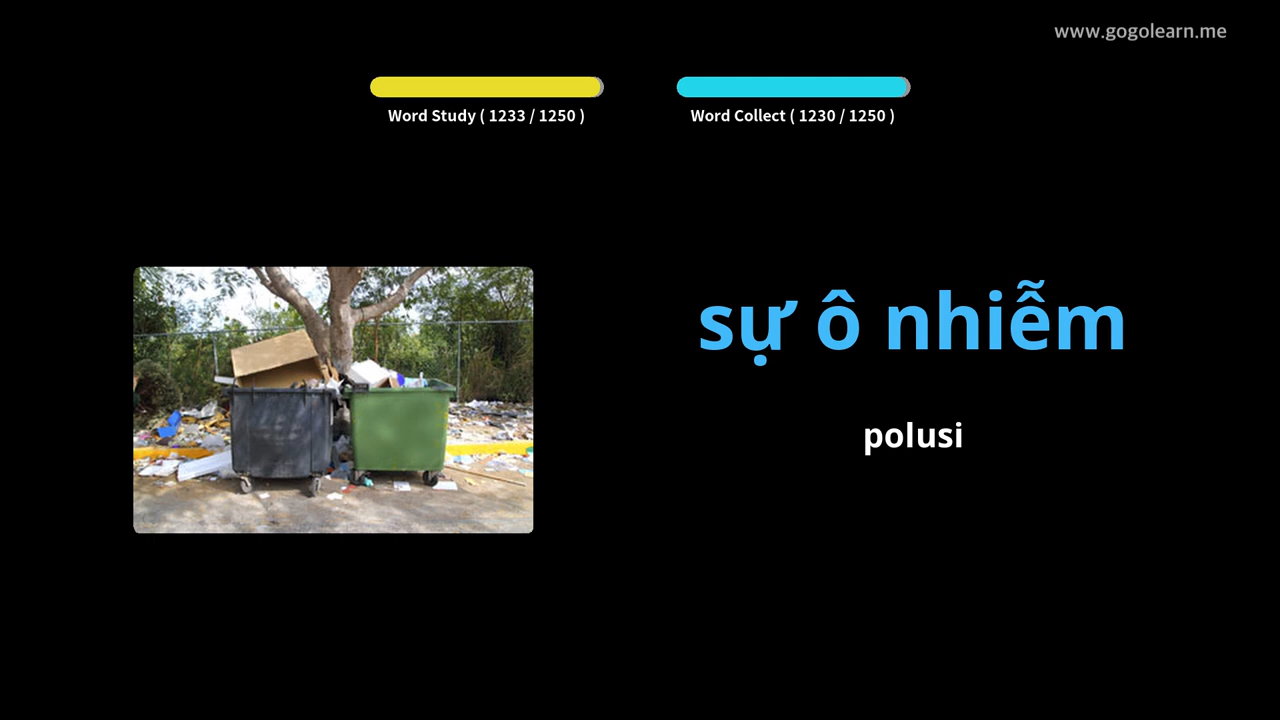 www.gogolearn.me
Word Study ( 1233 / 1250 )
Word Collect ( 1230 / 1250 )
sự ô nhiễm
polusi